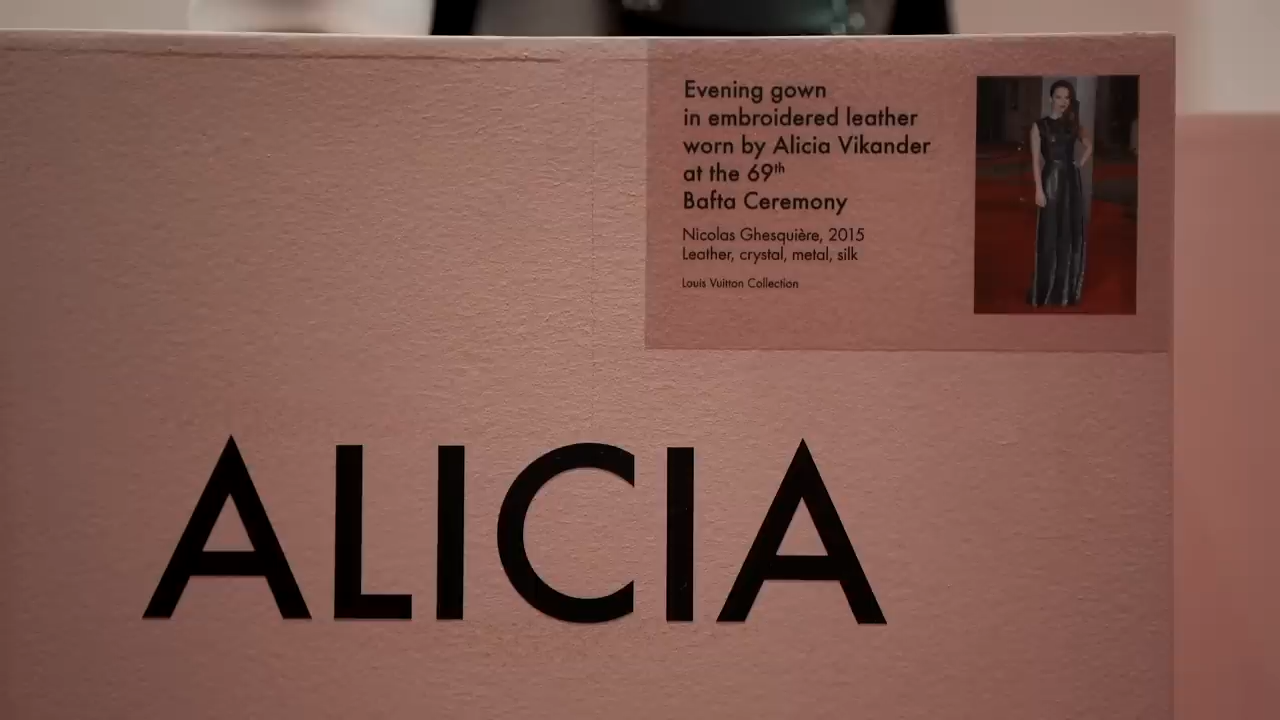 Evening gown
in embroidered leather
worn by Alicia Vikander
at the 69th
Bafta Ceremony
Nicolas Ghesquière, 2015
Leather, crystal, metal, silk
Louis Vuitton Collection
ALICIA